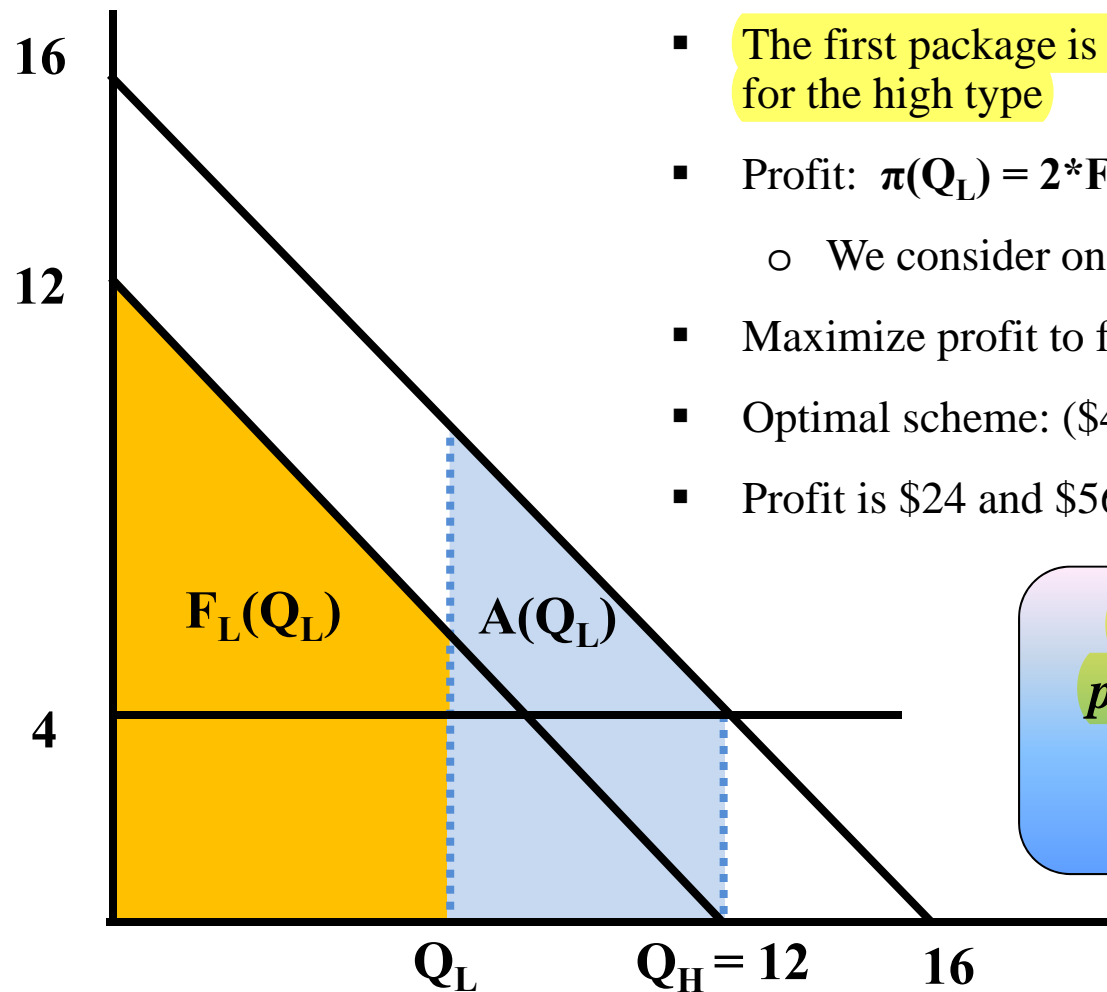 16
12
4
F_L(Q_L)
A(Q_L)
Q_L
Q_H = 12
16
▪ The first package is
for the high type
▪ Profit: π(Q_L) = 2*F
o We consider on
▪ Maximize profit to f
▪ Optimal scheme: ($4
▪ Profit is $24 and $56
p